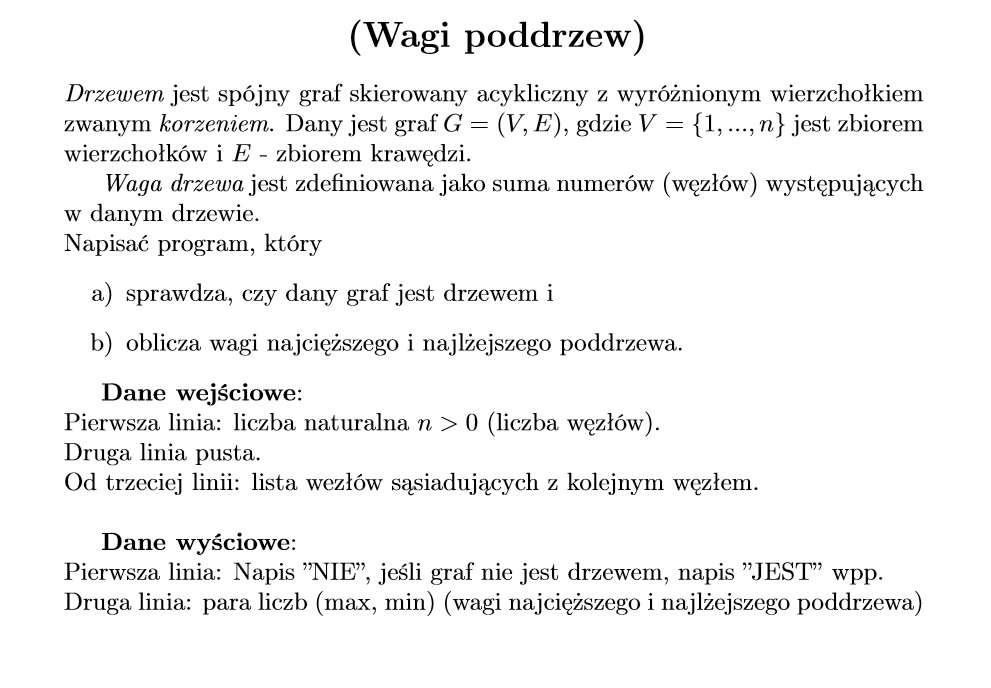 (Wagi poddrzew)
Drzewem jest spójny graf skierowany acykliczny z wyróżnionym wierzchołkiem
zwanym korzeniem. Dany jest graf G = (V, E), gdzie V = {1, ..., n} jest zbiorem
wierzchołków i E - zbiorem krawędzi.
Waga drzewa jest zdefiniowana jako suma numerów (węzłów) występujących
w danym drzewie.
Napisać program, który
a) sprawdza, czy dany graf jest drzewem i
b) oblicza wagi najcięższego i najlżejszego poddrzewa.
Dane wejściowe:
Pierwsza linia: liczba naturalna n > 0 (liczba węzłów).
Druga linia pusta.
Od trzeciej linii: lista wezłów sąsiadujących z kolejnym węzłem.
Dane wyściowe:
Pierwsza linia: Napis ”NIE”, jeśli graf nie jest drzewem, napis ”JEST” wpp.
Druga linia: para liczb (max, min) (wagi najcięższego i najlżejszego poddrzewa)